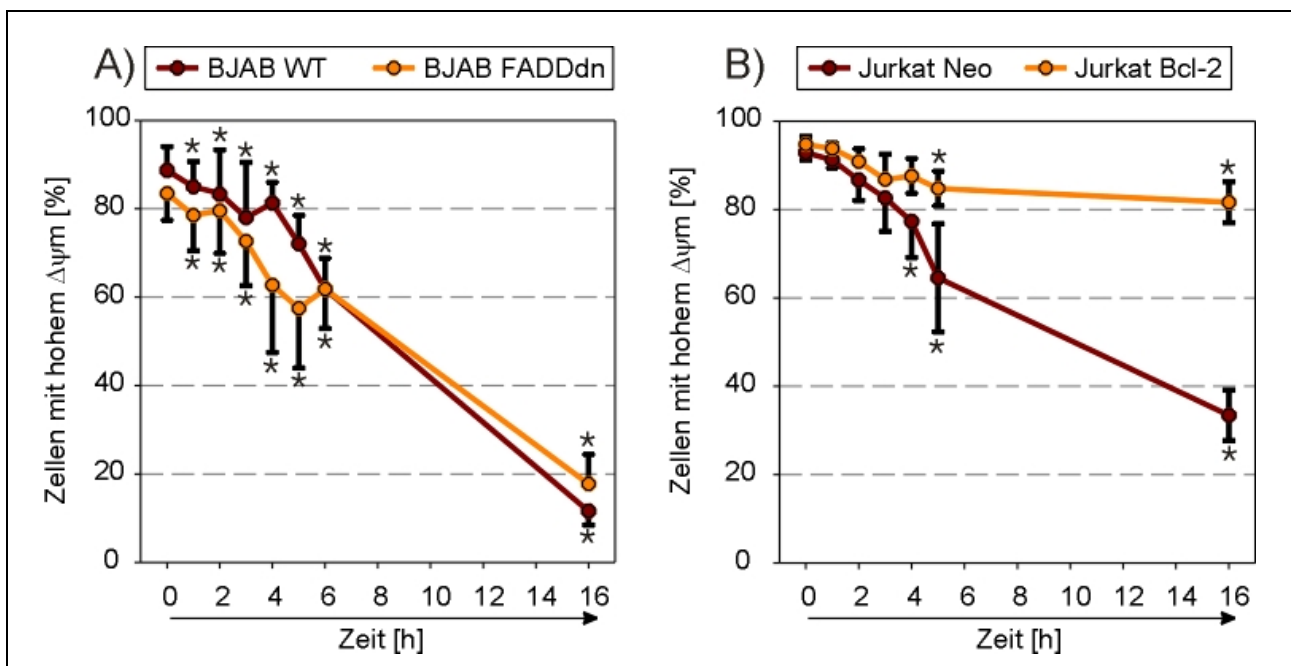 A)
BJAB WT
BJAB FADDdn
Zellen mit hohem Δψm [%]
100
80
60
40
20
0
*
*
*
*
*
*
*
*
*
*
*
*
*
*
0 2 4 6 8 10 12 14 16
Zeit [h]
B)
Jurkat Neo
Jurkat Bcl-2
Zellen mit hohem Δψm [%]
100
80
60
40
20
0
*
*
*
*
*
0 2 4 6 8 10 12 14 16
Zeit [h]